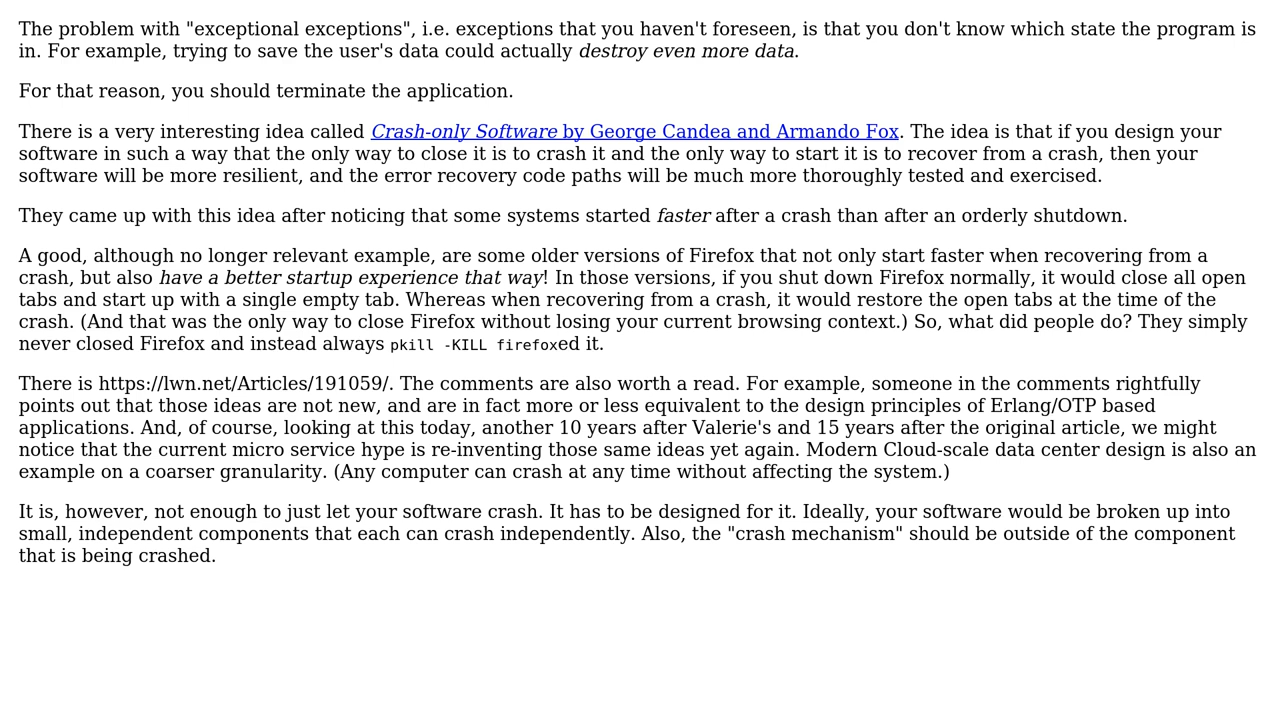 The problem with "exceptional exceptions", i.e. exceptions that you haven't foreseen, is that you don't know which state the program is
in. For example, trying to save the user's data could actually destroy even more data.
For that reason, you should terminate the application.
There is a very interesting idea called Crash-only Software by George Candea and Armando Fox. The idea is that if you design your
software in such a way that the only way to close it is to crash it and the only way to start it is to recover from a crash, then your
software will be more resilient, and the error recovery code paths will be much more thoroughly tested and exercised.
They came up with this idea after noticing that some systems started faster after a crash than after an orderly shutdown.
A good, although no longer relevant example, are some older versions of Firefox that not only start faster when recovering from a
crash, but also have a better startup experience that way! In those versions, if you shut down Firefox normally, it would close all open
tabs and start up with a single empty tab. Whereas when recovering from a crash, it would restore the open tabs at the time of the
crash. (And that was the only way to close Firefox without losing your current browsing context.) So, what did people do? They simply
never closed Firefox and instead always pkill -KILL firefoxed it.
There is https://lwn.net/Articles/191059/. The comments are also worth a read. For example, someone in the comments rightfully
points out that those ideas are not new, and are in fact more or less equivalent to the design principles of Erlang/OTP based
applications. And, of course, looking at this today, another 10 years after Valerie's and 15 years after the original article, we might
notice that the current micro service hype is re-inventing those same ideas yet again. Modern Cloud-scale data center design is also an
example on a coarser granularity. (Any computer can crash at any time without affecting the system.)
It is, however, not enough to just let your software crash. It has to be designed for it. Ideally, your software would be broken up into
small, independent components that each can crash independently. Also, the "crash mechanism" should be outside of the component
that is being crashed.